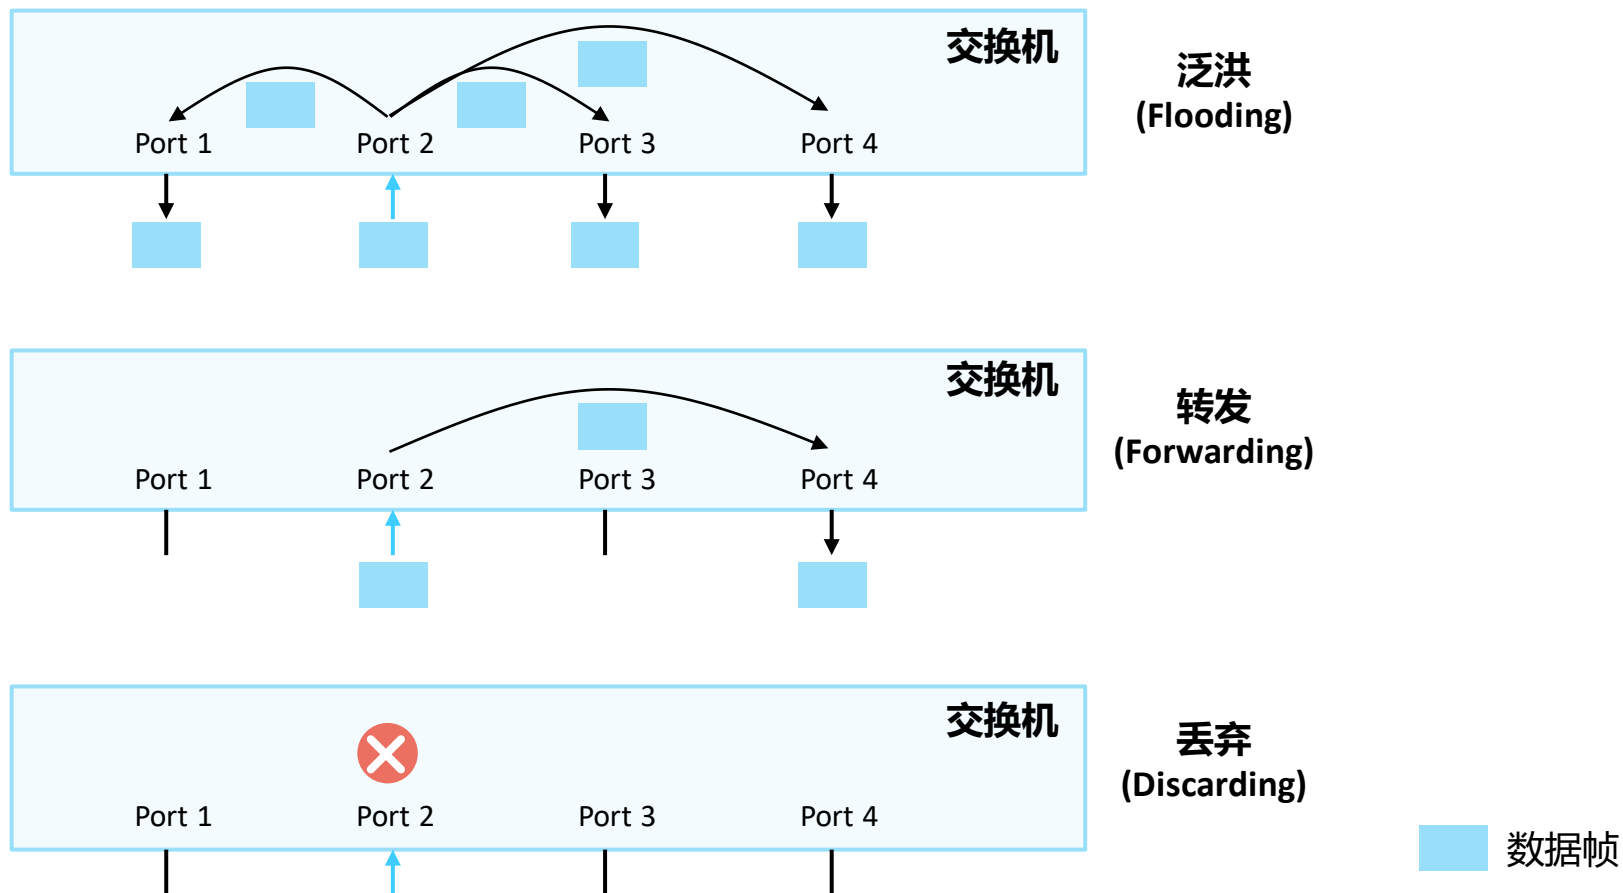 交换机
泛洪
(Flooding)
Port 1
Port 2
Port 3
Port 4
交换机
转发
(Forwarding)
Port 1
Port 2
Port 3
Port 4
交换机
丢弃
(Discarding)
Port 1
Port 2
Port 3
Port 4
数据帧